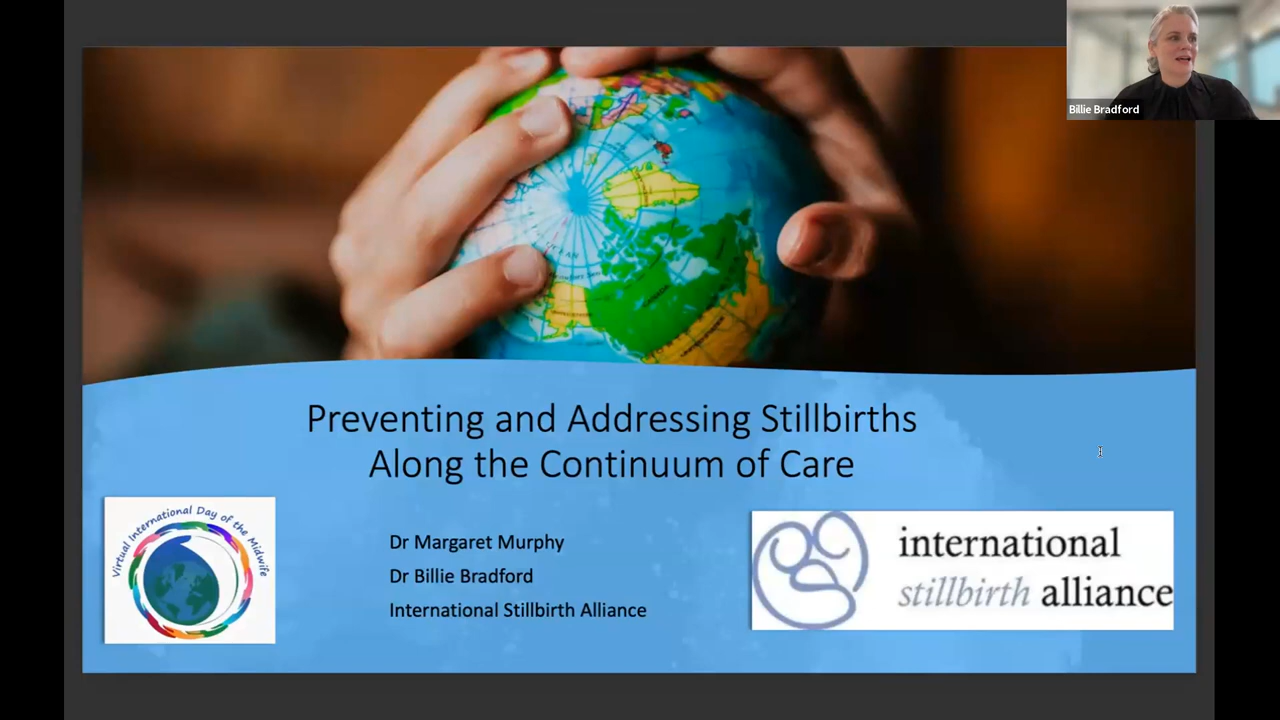 Billie Bradford
Preventing and Addressing Stillbirths
Along the Continuum of Care
Virtual International Day of the Midwife
Dr Margaret Murphy
Dr Billie Bradford
International Stillbirth Alliance
international
stillbirth alliance